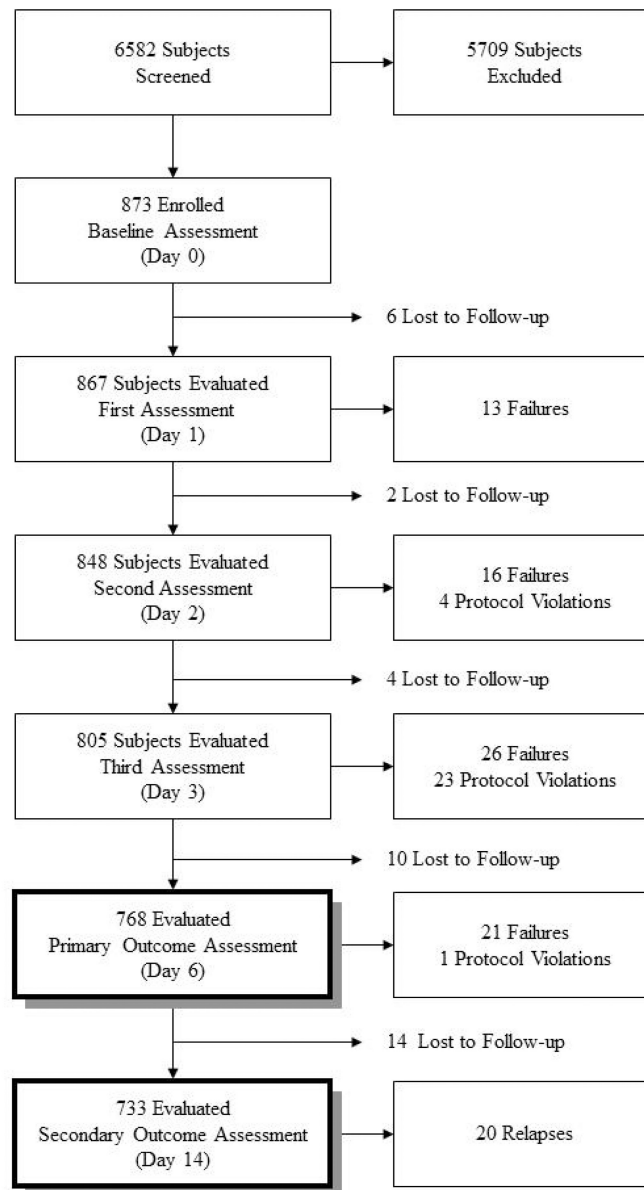 6582 Subjects
Screened
5709 Subjects
Excluded
873 Enrolled
Baseline Assessment
(Day 0)
6 Lost to Follow-up
867 Subjects Evaluated
First Assessment
(Day 1)
13 Failures
2 Lost to Follow-up
848 Subjects Evaluated
Second Assessment
(Day 2)
16 Failures
4 Protocol Violations
4 Lost to Follow-up
805 Subjects Evaluated
Third Assessment
(Day 3)
26 Failures
23 Protocol Violations
10 Lost to Follow-up
768 Evaluated
Primary Outcome Assessment
(Day 6)
21 Failures
1 Protocol Violations
14 Lost to Follow-up
733 Evaluated
Secondary Outcome Assessment
(Day 14)
20 Relapses